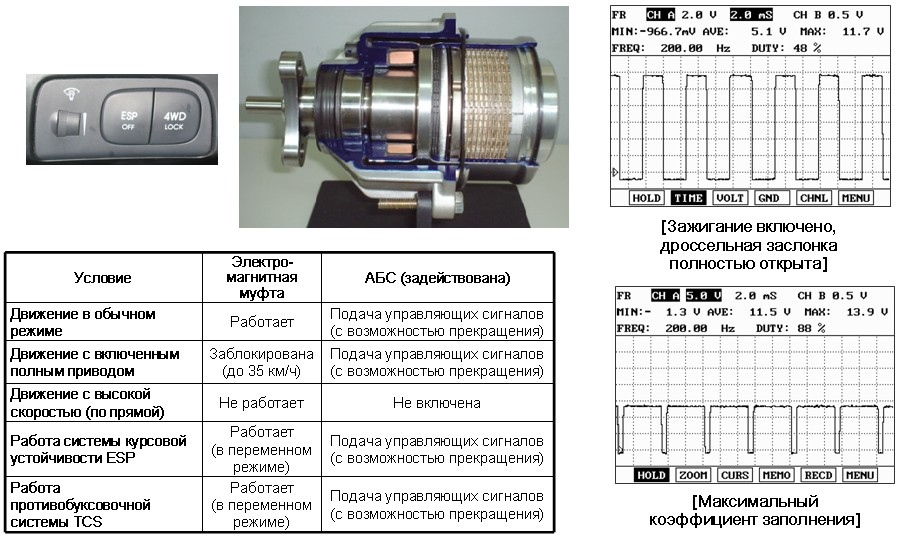 ESP
OFF
4WD
LOCK
FR CH A 2.0 V 2.0 mS CH B 0.5 V
MIN:-966.7mV AVE: 5.1 V MAX: 11.7 V
FREQ: 200.00 Hz DUTY: 48 %
HOLD TIME VOLT GND CHNL MENU
[Зажигание включено,
дроссельная заслонка
полностью открыта]
FR CH A 5.0 V 2.0 mS CH B 0.5 V
MIN:- 1.3 V AVE: 11.5 V MAX: 13.9 V
FREQ: 200.00 Hz DUTY: 88 %
HOLD ZOOM CURS MEMO RECD MENU
[Максимальный
коэффициент заполнения]
Условие
Электро-
магнитная
муфта
АБС (задействована)
Движение в обычном
режиме
Работает
Подача управляющих сигналов
(с возможностью прекращения)
Движение с включенным
полным приводом
Заблокирована
(до 35 км/ч)
Подача управляющих сигналов
(с возможностью прекращения)
Движение с высокой
скоростью (по прямой)
Не работает
Не включена
Работа системы курсовой
устойчивости ESP
Работает
(в переменном
режиме)
Подача управляющих сигналов
(с возможностью прекращения)
Работа
противобуксовочной
системы TCS
Работает
(в переменном
режиме)
Подача управляющих сигналов
(с возможностью прекращения)